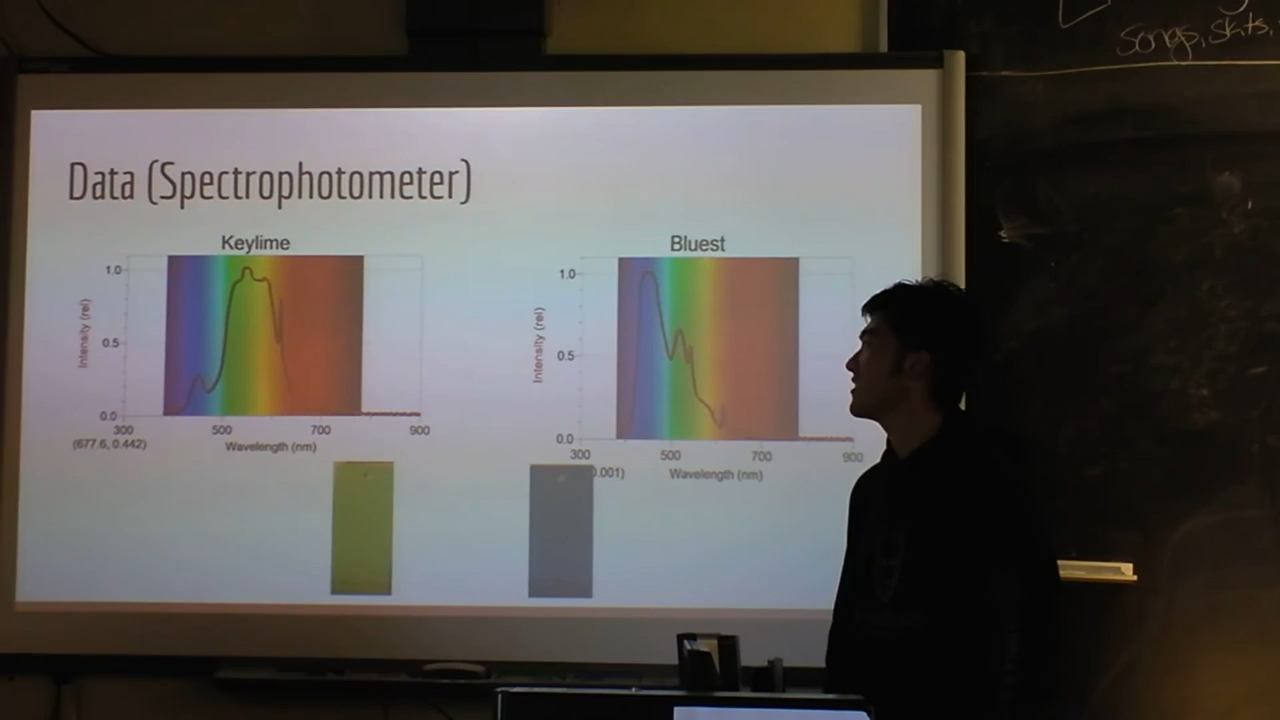 songs, skits,
Data (Spectrophotometer)
Keylime
1.0
0.5
0.0
Intensity (rel)
300 500 700 900
(677.6, 0.442)
Wavelength (nm)
Bluest
1.0
0.5
0.0
Intensity (rel)
300 500 700 900
0.001)
Wavelength (nm)